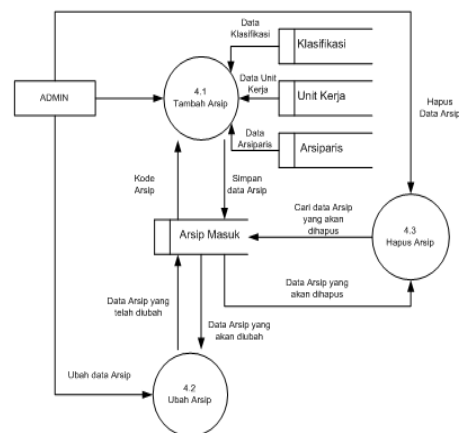 Data
Klasifikasi
Klasifikasi
ADMIN
4.1
Tambah Arsip
Data Unit
Kerja
Unit Kerja
Hapus
Data Arsip
Data
Arsiparis
Arsiparis
Kode
Arsip
Simpan
data Arsip
Cari data Arsip
yang akan
dihapus
4.3
Hapus Arsip
Arsip Masuk
Data Arsip yang
akan dihapus
Data Arsip yang
telah diubah
Data Arsip yang
akan diubah
Ubah data Arsip
4.2
Ubah Arsip